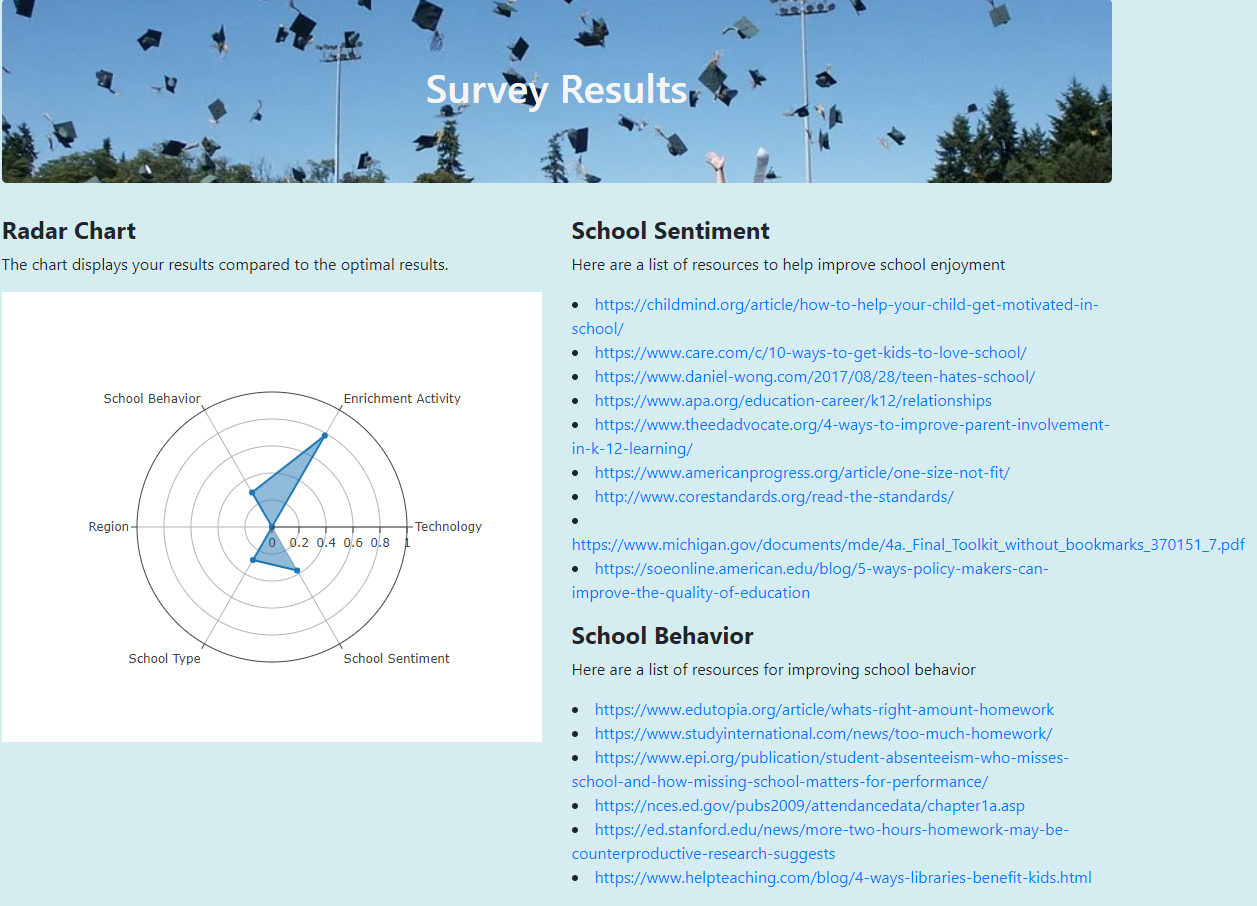 Survey Results
Radar Chart
The chart displays your results compared to the optimal results.
School Behavior
Enrichment Activity
Region
Technology
0 0.2 0.4 0.6 0.8 1
School Type
School Sentiment
School Sentiment
Here are a list of resources to help improve school enjoyment
• https://childmind.org/article/how-to-help-your-child-get-motivated-in-
school/
• https://www.care.com/c/10-ways-to-get-kids-to-love-school/
• https://www.daniel-wong.com/2017/08/28/teen-hates-school/
• https://www.apa.org/education-career/k12/relationships
• https://www.theedadvocate.org/4-ways-to-improve-parent-involvement-
in-k-12-learning/
• https://www.americanprogress.org/article/one-size-not-fit/
• http://www.corestandards.org/read-the-standards/
•
https://www.michigan.gov/documents/mde/4a._Final_Toolkit_without_bookmarks_370151_7.pdf
• https://soeonline.american.edu/blog/5-ways-policy-makers-can-
improve-the-quality-of-education
School Behavior
Here are a list of resources for improving school behavior
• https://www.edutopia.org/article/whats-right-amount-homework
• https://www.studyinternational.com/news/too-much-homework/
• https://www.epi.org/publication/student-absenteeism-who-misses-
school-and-how-missing-school-matters-for-performance/
• https://nces.ed.gov/pubs2009/attendancedata/chapter1a.asp
• https://ed.stanford.edu/news/more-two-hours-homework-may-be-
counterproductive-research-suggests
• https://www.helpteaching.com/blog/4-ways-libraries-benefit-kids.html